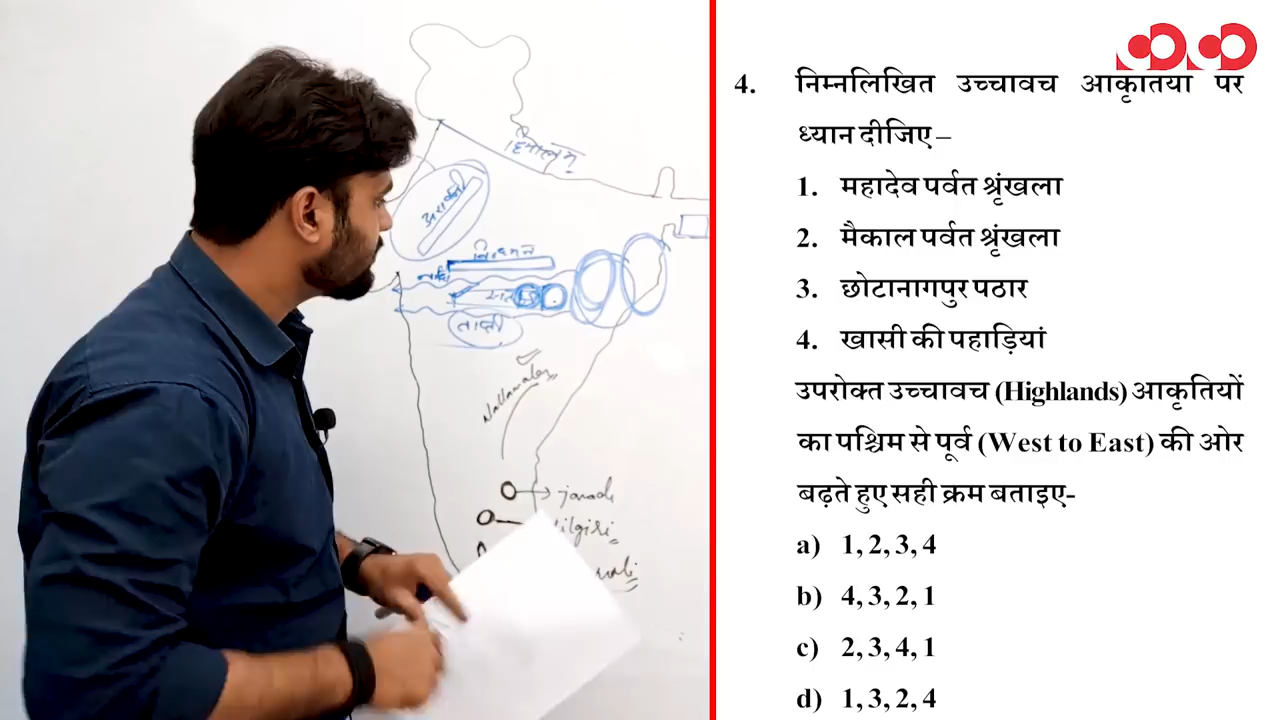 हिमालय
अरावली
विन्ध्यन
नर्मदा
सत
ताप्ती
Nallamalai
Javadi
Nilgiri
4. निम्नलिखित उच्चावच आकृतियों पर
ध्यान दीजिए –
1. महादेव पर्वत श्रृंखला
2. मैकाल पर्वत श्रृंखला
3. छोटानागपुर पठार
4. खासी की पहाड़ियां
उपरोक्त उच्चावच (Highlands) आकृतियों
का पश्चिम से पूर्व (West to East) की ओर
बढ़ते हुए सही क्रम बताइए-
a) 1, 2, 3, 4
b) 4, 3, 2, 1
c) 2, 3, 4, 1
d) 1, 3, 2, 4